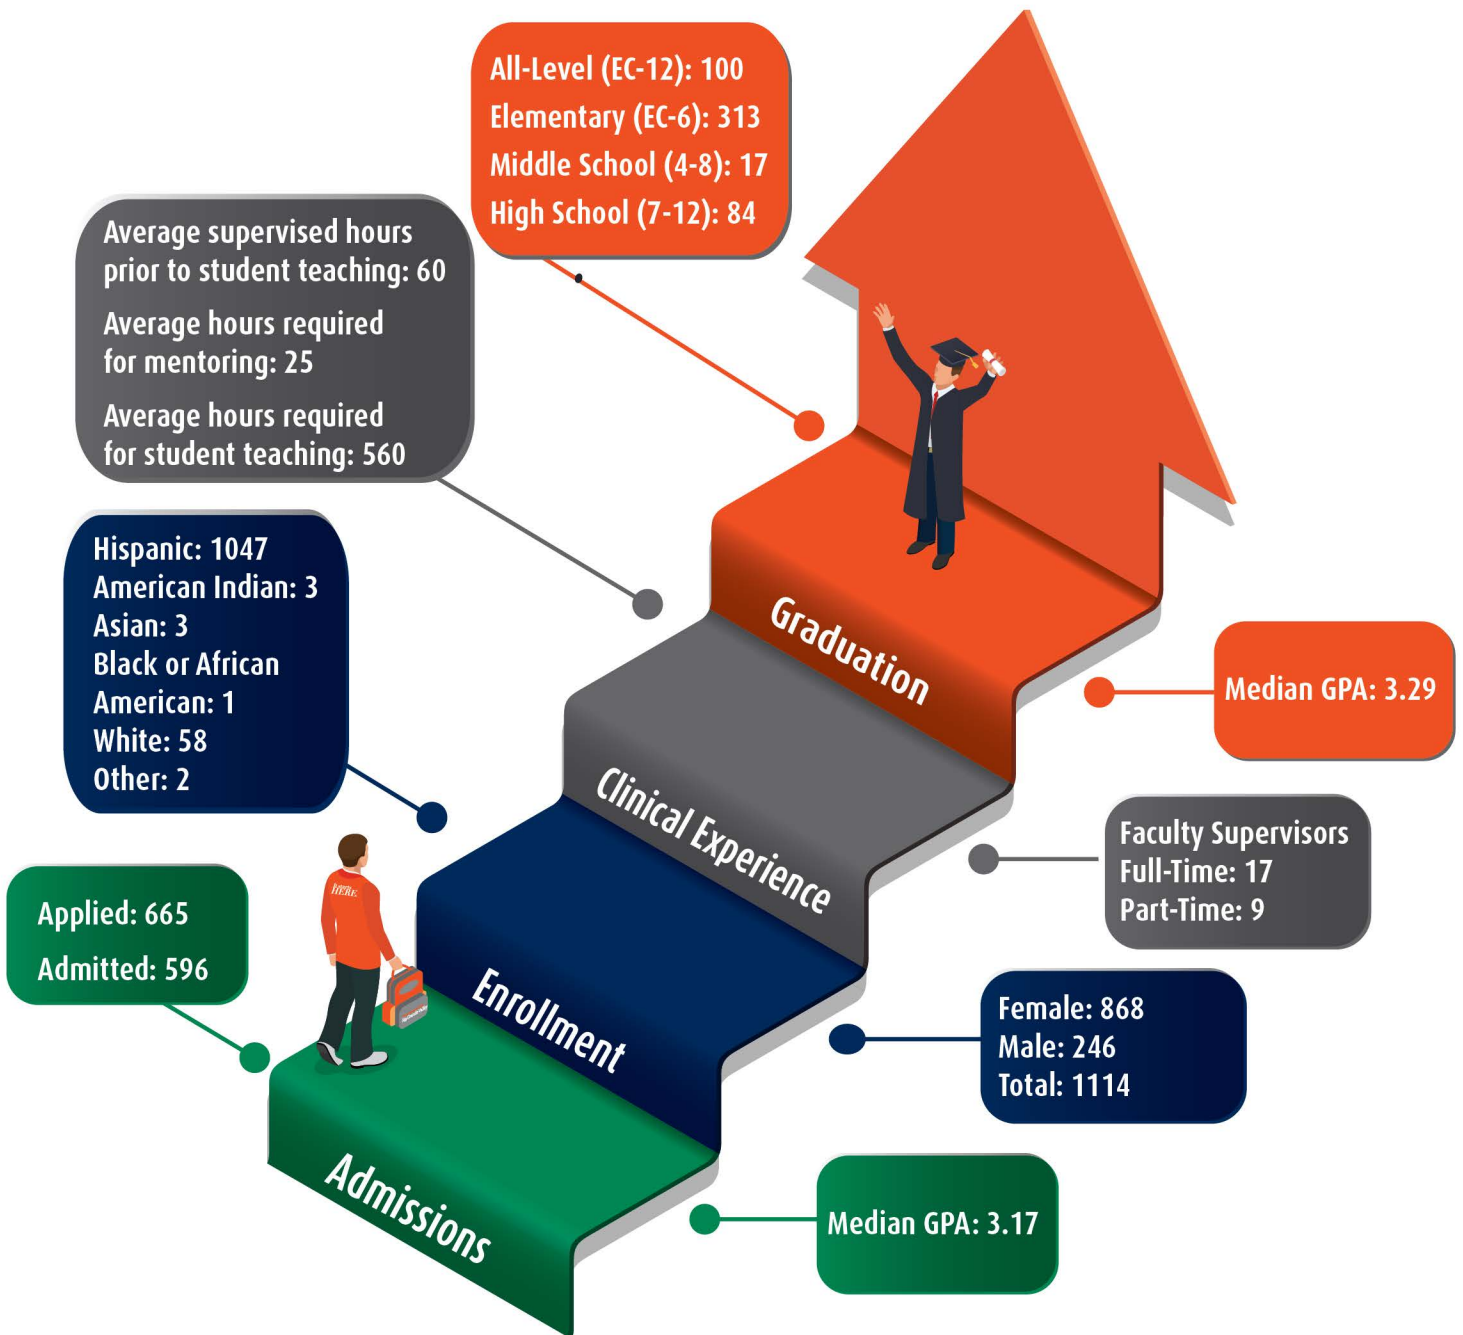 All-Level (EC-12): 100
Elementary (EC-6): 313
Middle School (4-8): 17
High School (7-12): 84
Average supervised hours
prior to student teaching: 60
Average hours required
for mentoring: 25
Average hours required
for student teaching: 560
Graduation
Median GPA: 3.29
Hispanic: 1047
American Indian: 3
Asian: 3
Black or African
American: 1
White: 58
Other: 2
Clinical Experience
Faculty Supervisors
Full-Time: 17
Part-Time: 9
Applied: 665
Admitted: 596
HERE
Enrollment
Female: 868
Male: 246
Total: 1114
Admissions
Median GPA: 3.17